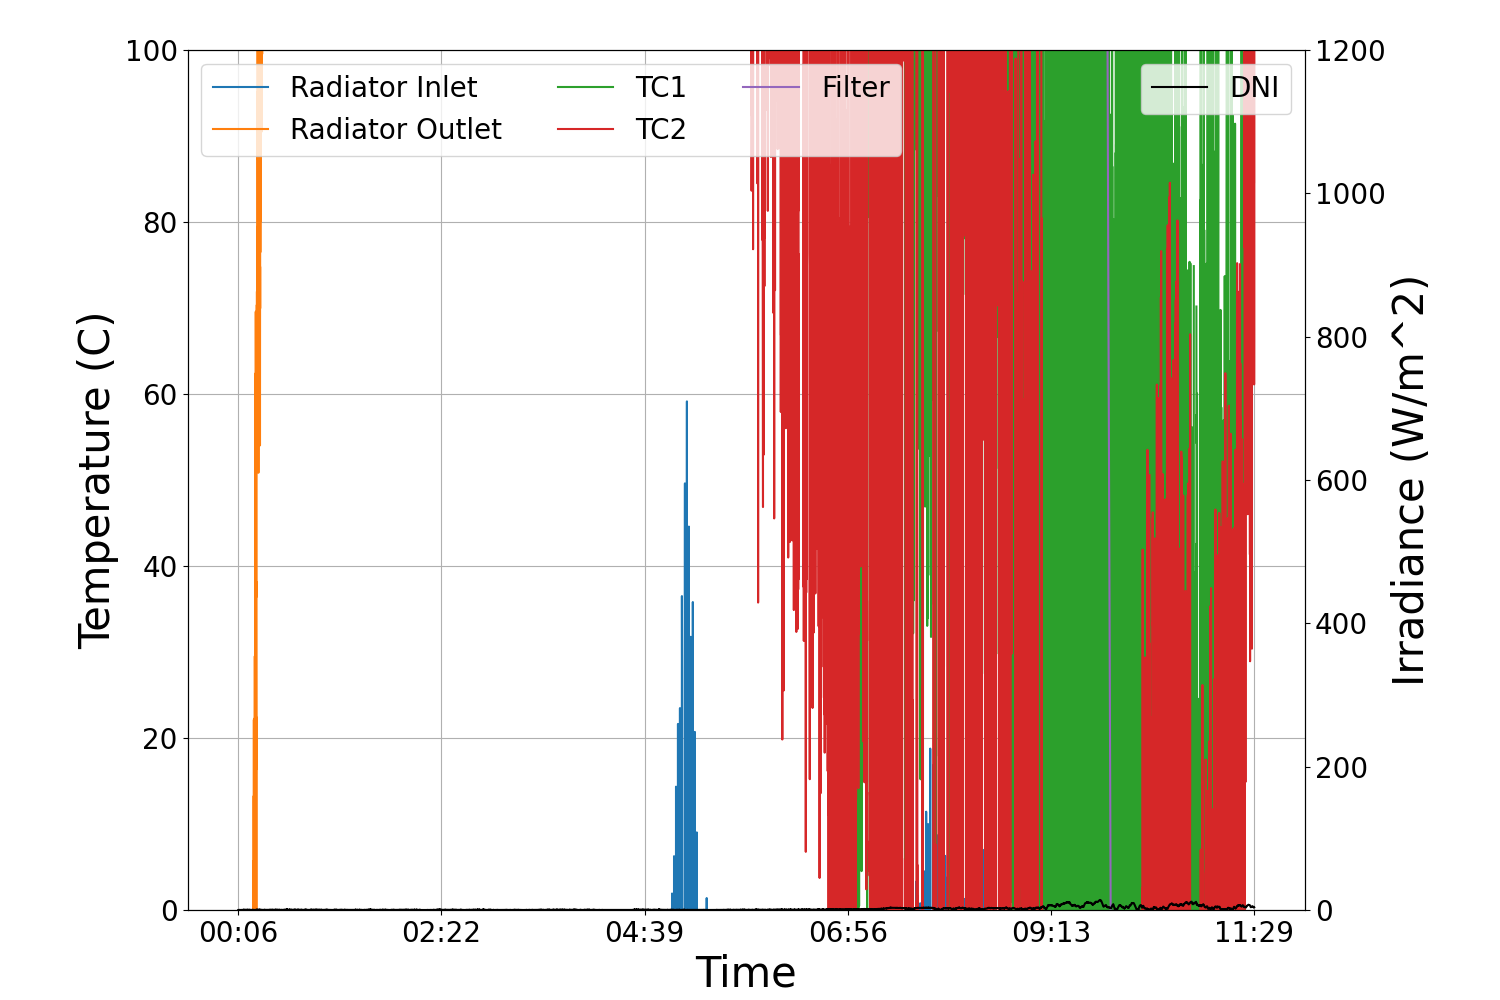 Radiator Inlet
Radiator Outlet
TC1
TC2
Filter
DNI
Temperature (C)
100
80
60
40
20
0
1200
1000
800
600
400
200
0
Irradiance (W/m^2)
00:06 02:22 04:39 06:56 09:13 11:29
Time